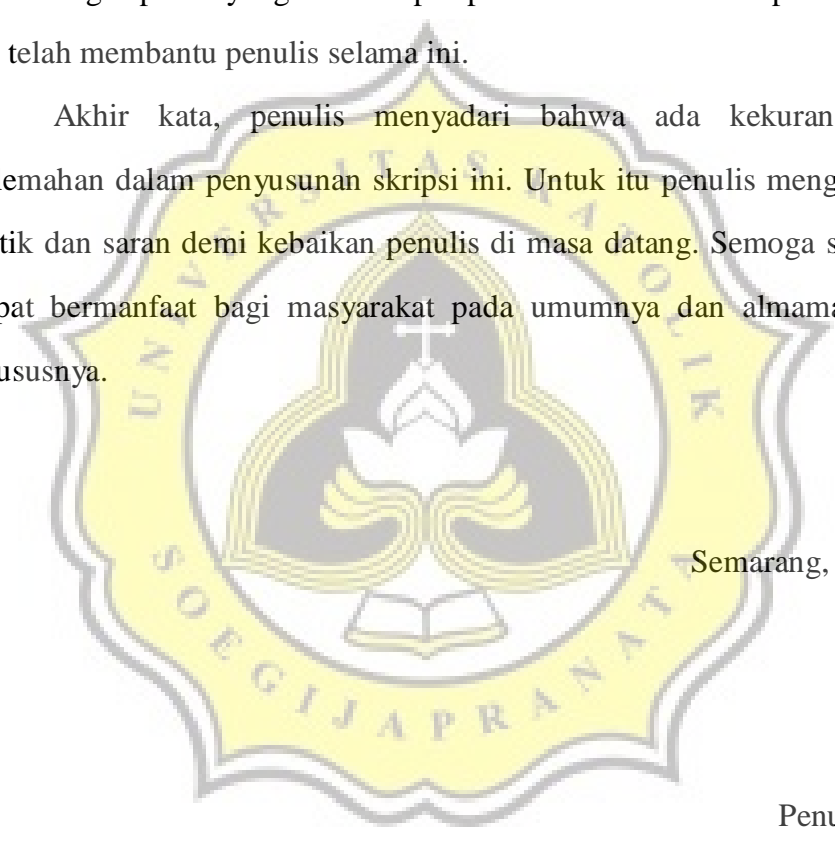 telah membantu penulis selama ini.
Akhir kata, penulis menyadari bahwa ada kekuran
emahan dalam penyusunan skripsi ini. Untuk itu penulis meng
tik dan saran demi kebaikan penulis di masa datang. Semoga s
pat bermanfaat bagi masyarakat pada umumnya dan almama
ususnya.
UNIVERSITAS KATOLIK
SOEGIJAPRANATA
Semarang,
Penu